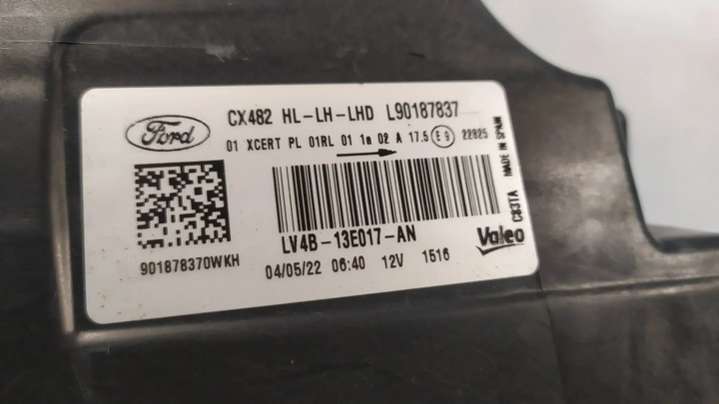 Ford
CX482 HL-LH-LHD L90187837
01 XCERT PL 01RL 01 1a 02 A 17.5 E9 22825
MADE IN SPAIN
C83TA
LV4B-13E017-AN
Valeo
901878370WKH
04/05/22 06:40 12V 1516